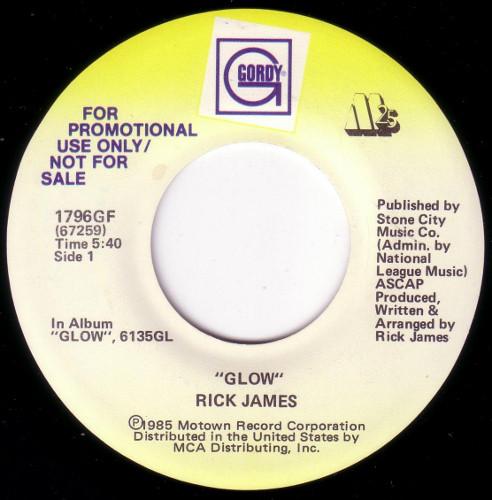 GORDY
G
FOR
PROMOTIONAL
USE ONLY/
NOT FOR
SALE
1796GF
(67259)
Time 5:40
Side 1
In Album
"GLOW", 6135GL
Published by
Stone City
Music Co.
(Admin. by
National
League Music)
ASCAP
Produced,
Written &
Arranged by
Rick James
"GLOW"
RICK JAMES
Ⓟ1985 Motown Record Corporation
Distributed in the United States by
MCA Distributing, Inc.